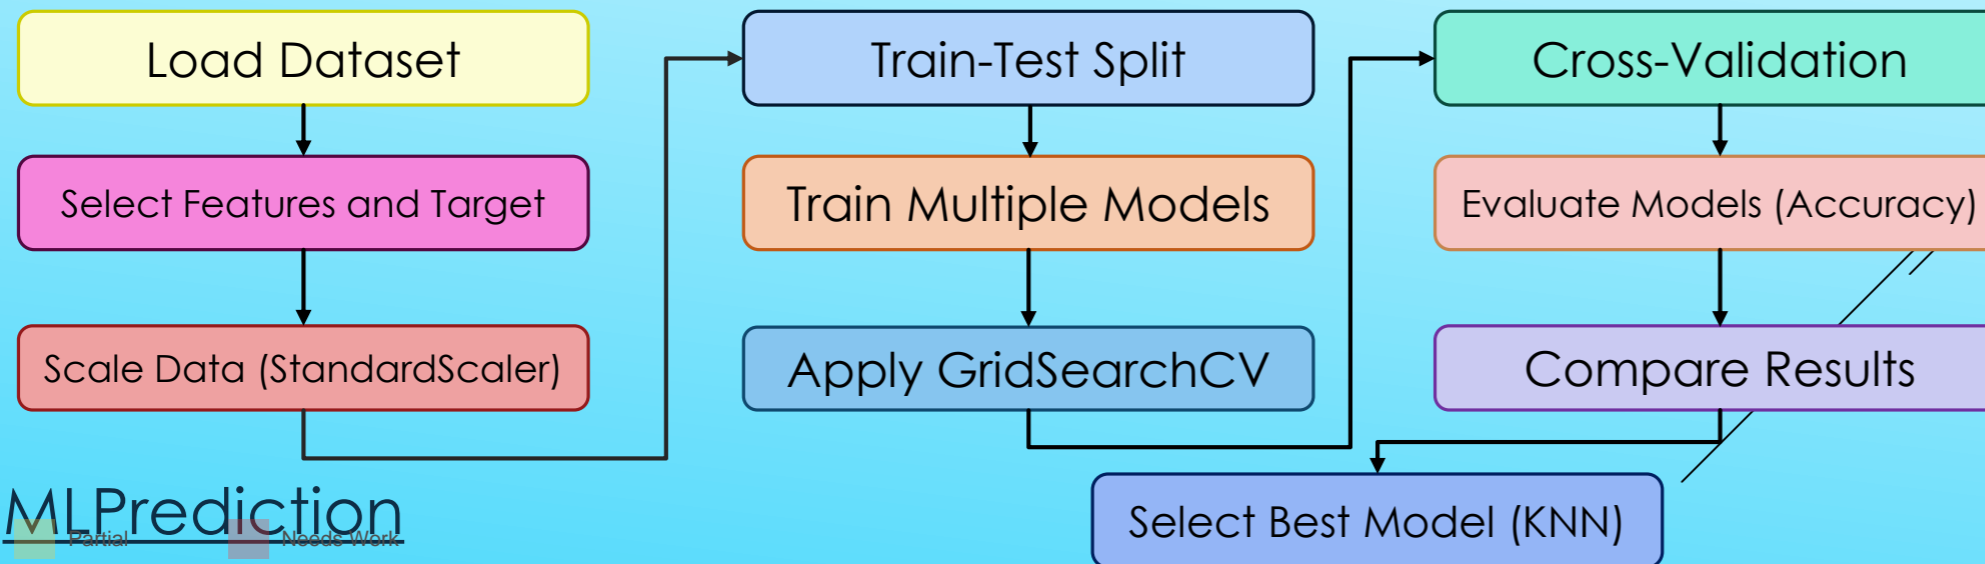 Load Dataset
Select Features and Target
Scale Data (StandardScaler)
Train-Test Split
Train Multiple Models
Apply GridSearchCV
Cross-Validation
Evaluate Models (Accuracy)
Compare Results
Select Best Model (KNN)
MLPrediction
Partial
Needs Work